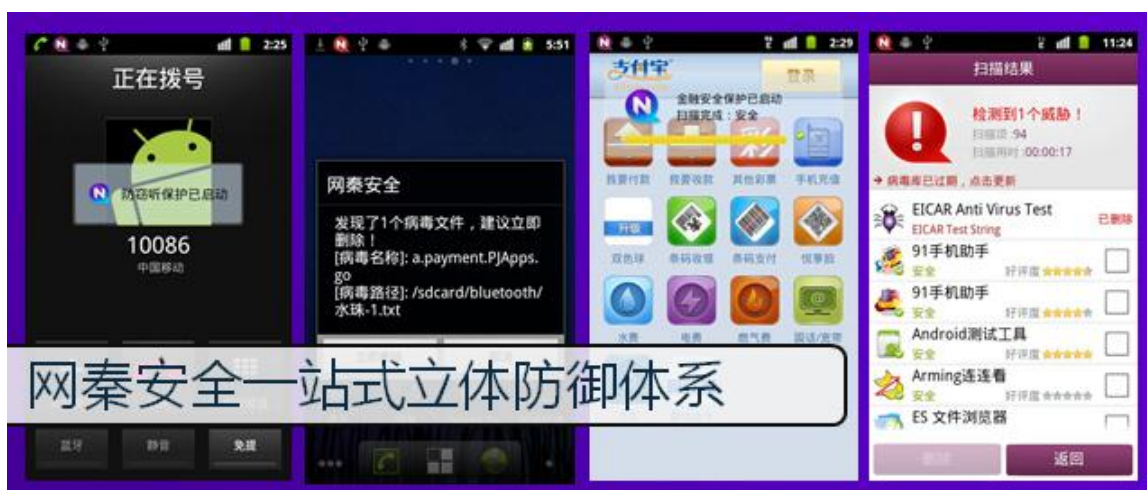 2:25
正在拨号
防窃听保护已启动
10086
中国移动
蓝牙
静音
免提
5:51
网秦安全
发现了1个病毒文件，建议立即
删除！
[病毒名称]: a.payment.PJApps.
go
[病毒路径]: /sdcard/bluetooth/
水珠-1.txt
2:29
支付宝
登录
金融安全保护已启动
扫描完成：安全
彩
我要付款 我要收款 其他彩票 手机充值
升级
双色球 条码收银 条码支付 悦享拍
水费 电费 燃气费 固话/宽带
11:24
扫描结果
检测到1个威胁！
扫描项:94
扫描用时:00:00:17
病毒库已过期，点击更新
EICAR Anti Virus Test
EICAR Test String
已删除
91手机助手
安全 好评度
91手机助手
安全 好评度
Android测试工具
安全 好评度
Arming连连看
安全 好评度
ES 文件浏览器
返回
网秦安全一站式立体防御体系